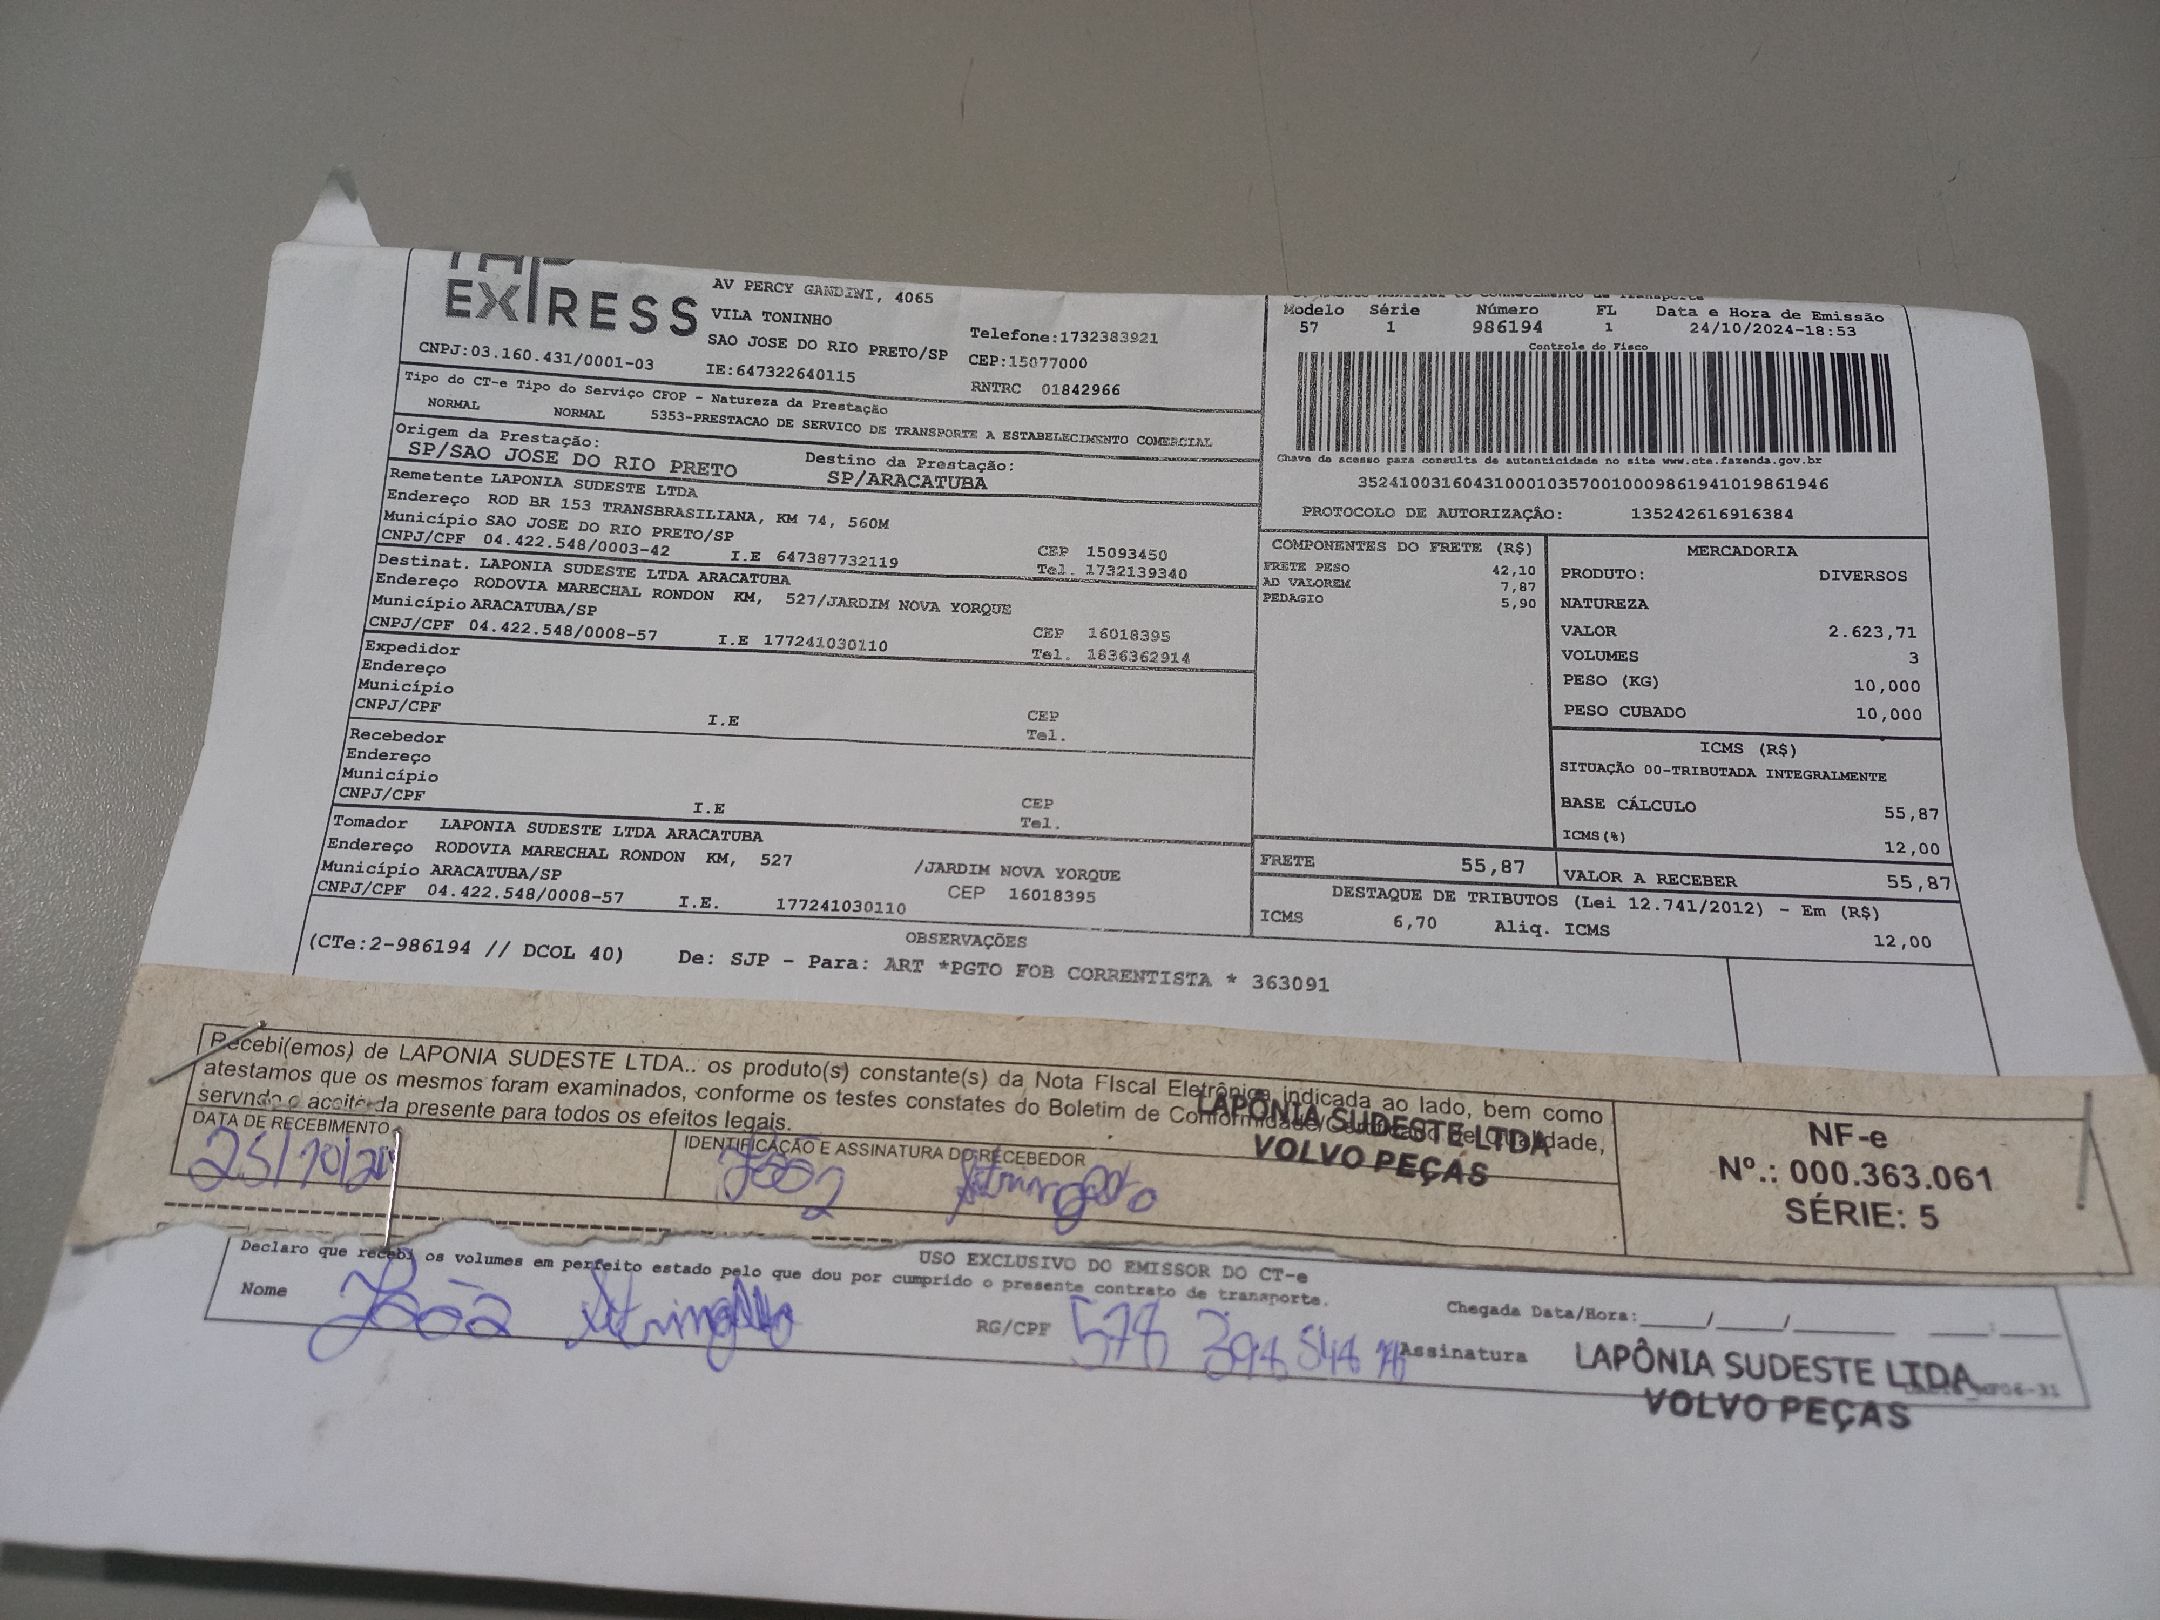 EXPRESS
AV PERCY GANDINI, 4065
VILA TONINHO
SAO JOSE DO RIO PRETO/SP
Telefone:1732383921
CEP:15077000
CNPJ:03.160.431/0001-03
IE:647322640115
RNTRC 01842966
Tipo do CT-e Tipo do Serviço CFOP - Natureza da Prestação
NORMAL NORMAL 5353-PRESTACAO DE SERVICO DE TRANSPORTE A ESTABELECIMENTO COMERCIAL
Origem da Prestação: Destino da Prestação:
SP/SAO JOSE DO RIO PRETO SP/ARACATUBA
Remetente LAPONIA SUDESTE LTDA
Endereço ROD BR 153 TRANSBRASILIANA, KM 74, 560M
Município SAO JOSE DO RIO PRETO/SP CEP 15093450
CNPJ/CPF 04.422.548/0003-42 I.E 647387732119 Tel. 1732139340
Destinat. LAPONIA SUDESTE LTDA ARACATUBA
Endereço RODOVIA MARECHAL RONDON KM, 527/JARDIM NOVA YORQUE
Município ARACATUBA/SP CEP 16018395
CNPJ/CPF 04.422.548/0008-57 I.E 177241030110 Tel. 1836362914
Expedidor
Endereço
Município CEP
CNPJ/CPF I.E Tel.
Recebedor
Endereço
Município CEP
CNPJ/CPF I.E Tel.
Tomador LAPONIA SUDESTE LTDA ARACATUBA
Endereço RODOVIA MARECHAL RONDON KM, 527 /JARDIM NOVA YORQUE
Município ARACATUBA/SP CEP 16018395
CNPJ/CPF 04.422.548/0008-57 I.E. 177241030110
Modelo Série Número FL Data e Hora de Emissão
57 1 986194 1 24/10/2024-18:53
Controle do Fisco
Chave de acesso para consulta de autenticidade no site www.cte.fazenda.gov.br
35241003160431000103570010009861941019861946
PROTOCOLO DE AUTORIZAÇÃO: 135242616916384
COMPONENTES DO FRETE (R$)
FRETE PESO 42,10
AD VALOREM 7,87
PEDAGIO 5,90
MERCADORIA
PRODUTO: DIVERSOS
NATUREZA
VALOR 2.623,71
VOLUMES 3
PESO (KG) 10,000
PESO CUBADO 10,000
ICMS (R$)
SITUAÇÃO 00-TRIBUTADA INTEGRALMENTE
BASE CÁLCULO 55,87
ICMS(%) 12,00
FRETE 55,87 VALOR A RECEBER 55,87
DESTAQUE DE TRIBUTOS (Lei 12.741/2012) - Em (R$)
ICMS 6,70 Aliq. ICMS 12,00
OBSERVAÇÕES
(CTe:2-986194 // DCOL 40) De: SJP - Para: ART *PGTO FOB CORRENTISTA * 363091
Recebi(emos) de LAPONIA SUDESTE LTDA.. os produto(s) constante(s) da Nota FIscal Eletrônica indicada ao lado, bem como
atestamos que os mesmos foram examinados, conforme os testes constates do Boletim de Conformidade/Certificado de Qualidade,
servndo o aceite da presente para todos os efeitos legais.
LAPÔNIA SUDESTE LTDA
VOLVO PEÇAS
DATA DE RECEBIMENTO
25/10/24
IDENTIFICAÇÃO E ASSINATURA DO RECEBEDOR
João
NF-e
Nº.: 000.363.061
SÉRIE: 5
USO EXCLUSIVO DO EMISSOR DO CT-e
Declaro que recebi os volumes em perfeito estado pelo que dou por cumprido o presente contrato de transporte.
Nome João RG/CPF 578 394 548 Assinatura
Chegada Data/Hora:____/____/______ ____:____
LAPÔNIA SUDESTE LTDA
VOLVO PEÇAS